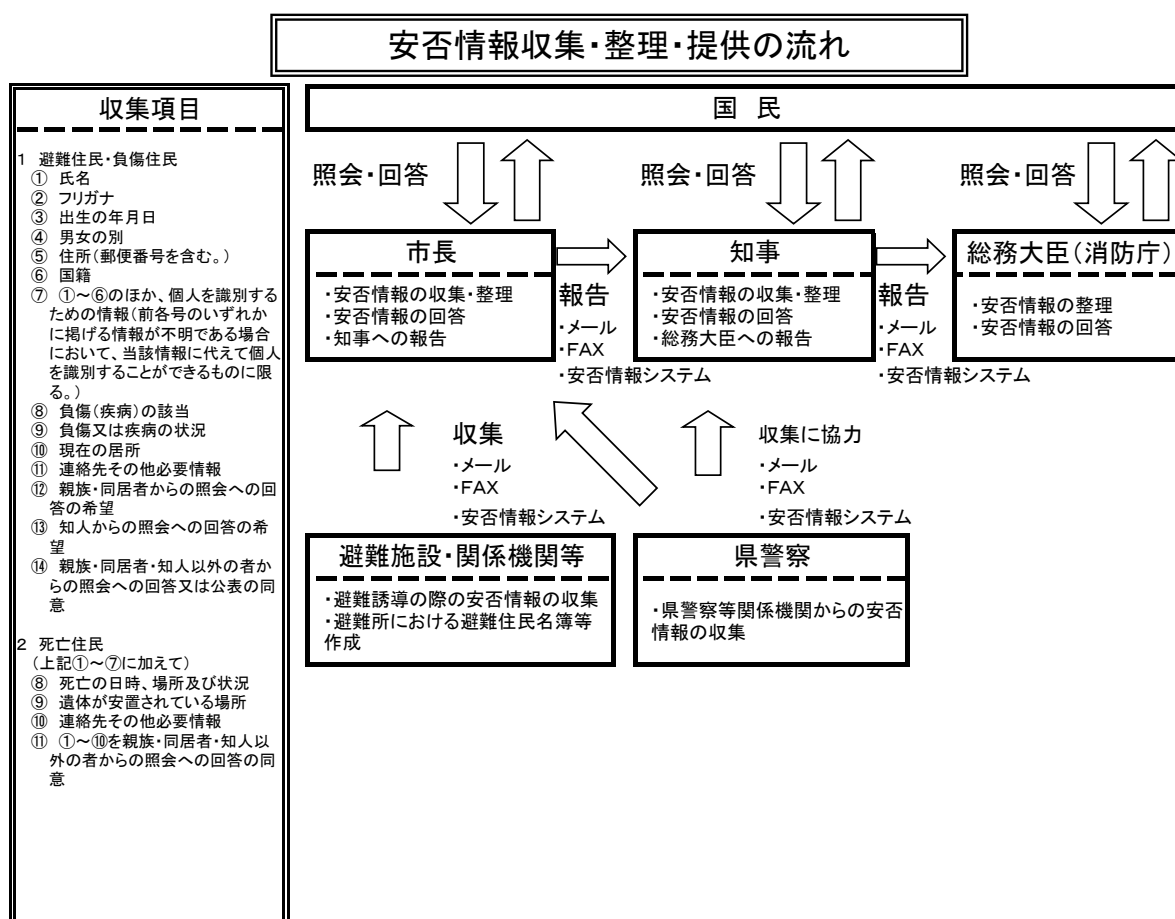 安否情報収集・整理・提供の流れ
収集項目
1 避難住民・負傷住民
① 氏名
② フリガナ
③ 出生の年月日
④ 男女の別
⑤ 住所(郵便番号を含む。)
⑥ 国籍
⑦ ①~⑥のほか、個人を識別する
ための情報(前各号のいずれか
に掲げる情報が不明である場合
において、当該情報に代えて個人
を識別することができるものに限
る。)
⑧ 負傷(疾病)の該当
⑨ 負傷又は疾病の状況
⑩ 現在の居所
⑪ 連絡先その他必要情報
⑫ 親族・同居者からの照会への回
答の希望
⑬ 知人からの照会への回答の希
望
⑭ 親族・同居者・知人以外の者か
らの照会への回答又は公表の同
意
2 死亡住民
(上記①~⑦に加えて)
⑧ 死亡の日時、場所及び状況
⑨ 遺体が安置されている場所
⑩ 連絡先その他必要情報
⑪ ①~⑩を親族・同居者・知人以
外の者からの照会への回答の同
意
国 民
照会・回答
照会・回答
照会・回答
市長
・安否情報の収集・整理
・安否情報の回答
・知事への報告
報告
・メール
・FAX
・安否情報システム
知事
・安否情報の収集・整理
・安否情報の回答
・総務大臣への報告
報告
・メール
・FAX
・安否情報システム
総務大臣(消防庁)
・安否情報の整理
・安否情報の回答
収集
・メール
・FAX
・安否情報システム
収集に協力
・メール
・FAX
・安否情報システム
避難施設・関係機関等
・避難誘導の際の安否情報の収集
・避難所における避難住民名簿等
作成
県警察
・県警察等関係機関からの安否
情報の収集